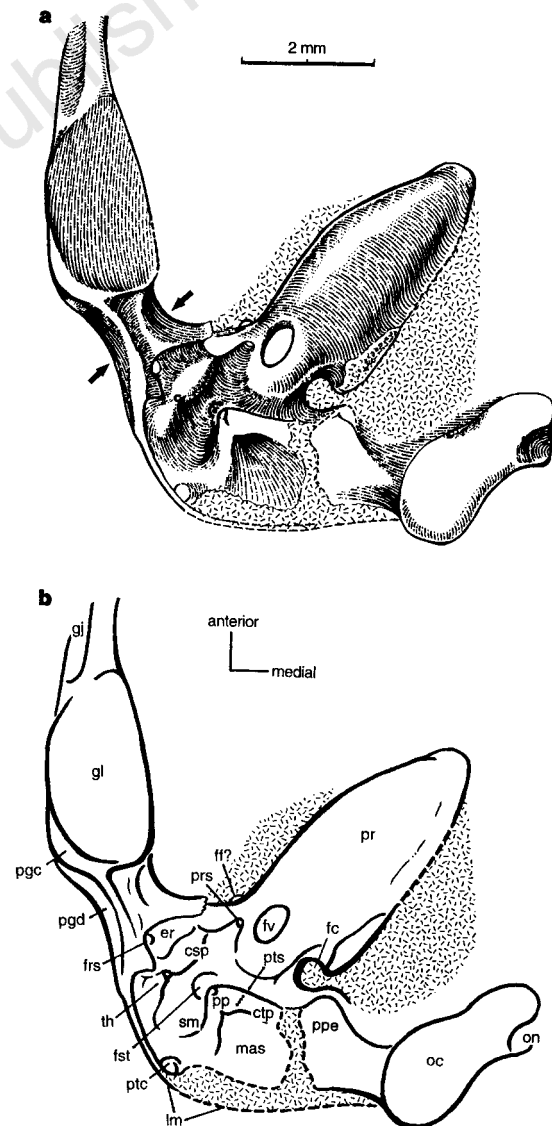 ublish
a
2 mm
b
anterior
medial
gj
gl
pgc
pgd
frs
th
fst
ptc
lm
er
csp
sm
pp
prs
ff?
fv
pts
ctp
mas
pr
fc
ppe
oc
on